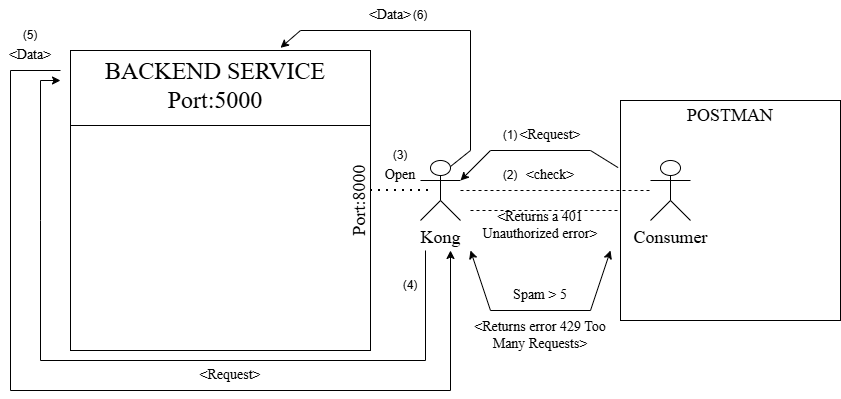 <Data> (6)
(5)
<Data>
BACKEND SERVICE
Port:5000
POSTMAN
(1) <Request>
(3)
Open
(2) <check>
Port:8000
<Returns a 401
Unauthorized error>
Kong
Consumer
(4)
Spam > 5
<Returns error 429 Too
Many Requests>
<Request>